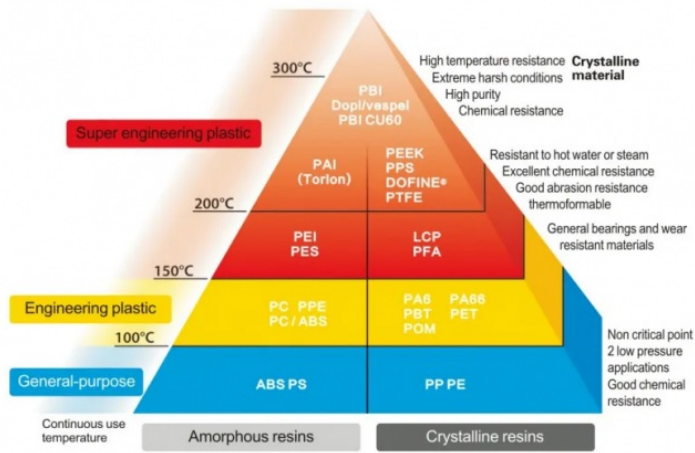 300°C
PBI
Dopl/vespel
PBI CU60
High temperature resistance
Extreme harsh conditions
High purity
Chemical resistance
Crystalline
material
Super engineering plastic
PAI
(Torlon)
PEEK
PPS
DOFINE®
PTFE
Resistant to hot water or steam
Excellent chemical resistance
Good abrasion resistance
thermoformable
200°C
PEI
PES
LCP
PFA
General bearings and wear
resistant materials
150°C
Engineering plastic
PC PPE
PC/ABS
PA6 PA66
PBT PET
POM
100°C
Non critical point
2 low pressure
applications
Good chemical
resistance
General-purpose
ABS PS
PP PE
Continuous use
temperature
Amorphous resins
Crystalline resins